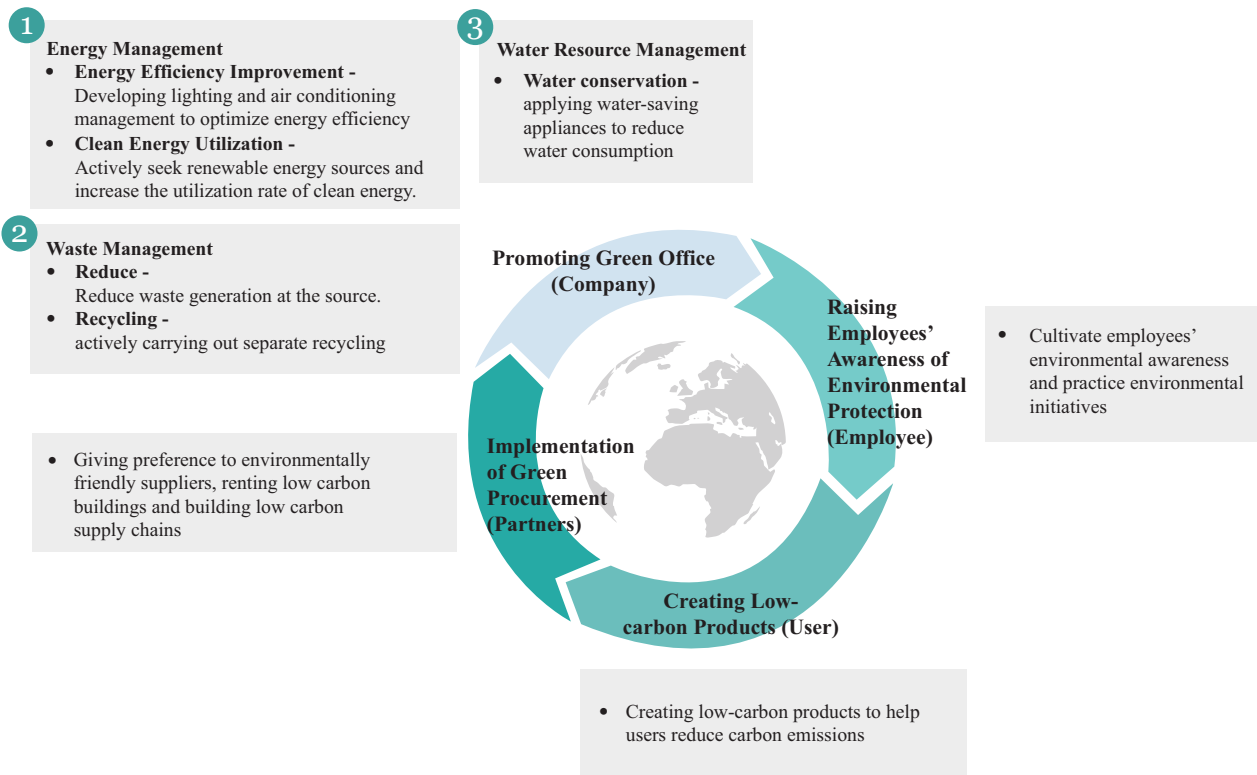 1
Energy Management
• Energy Efficiency Improvement -
Developing lighting and air conditioning
management to optimize energy efficiency
• Clean Energy Utilization -
Actively seek renewable energy sources and
increase the utilization rate of clean energy.
3
Water Resource Management
• Water conservation -
applying water-saving
appliances to reduce
water consumption
2
Waste Management
• Reduce -
Reduce waste generation at the source.
• Recycling -
actively carrying out separate recycling
Promoting Green Office
(Company)
Raising
Employees’
Awareness of
Environmental
Protection
(Employee)
• Cultivate employees’
environmental awareness
and practice environmental
initiatives
• Giving preference to environmentally
friendly suppliers, renting low carbon
buildings and building low carbon
supply chains
Implementation
of Green
Procurement
(Partners)
Creating Low-
carbon Products (User)
• Creating low-carbon products to help
users reduce carbon emissions